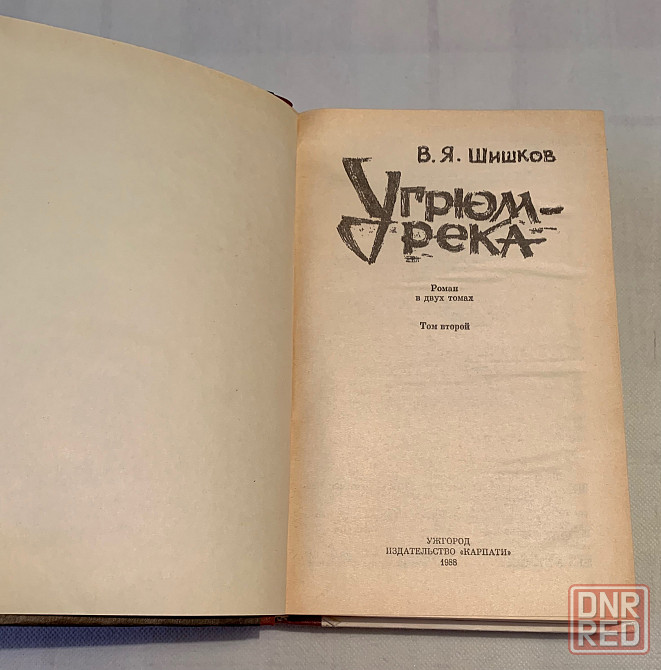 В. Я. Шишков
Угрюм-
река
Роман
в двух томах
Том второй
УЖГОРОД
ИЗДАТЕЛЬСТВО «КАРПАТИ»
1988
DNR
RED